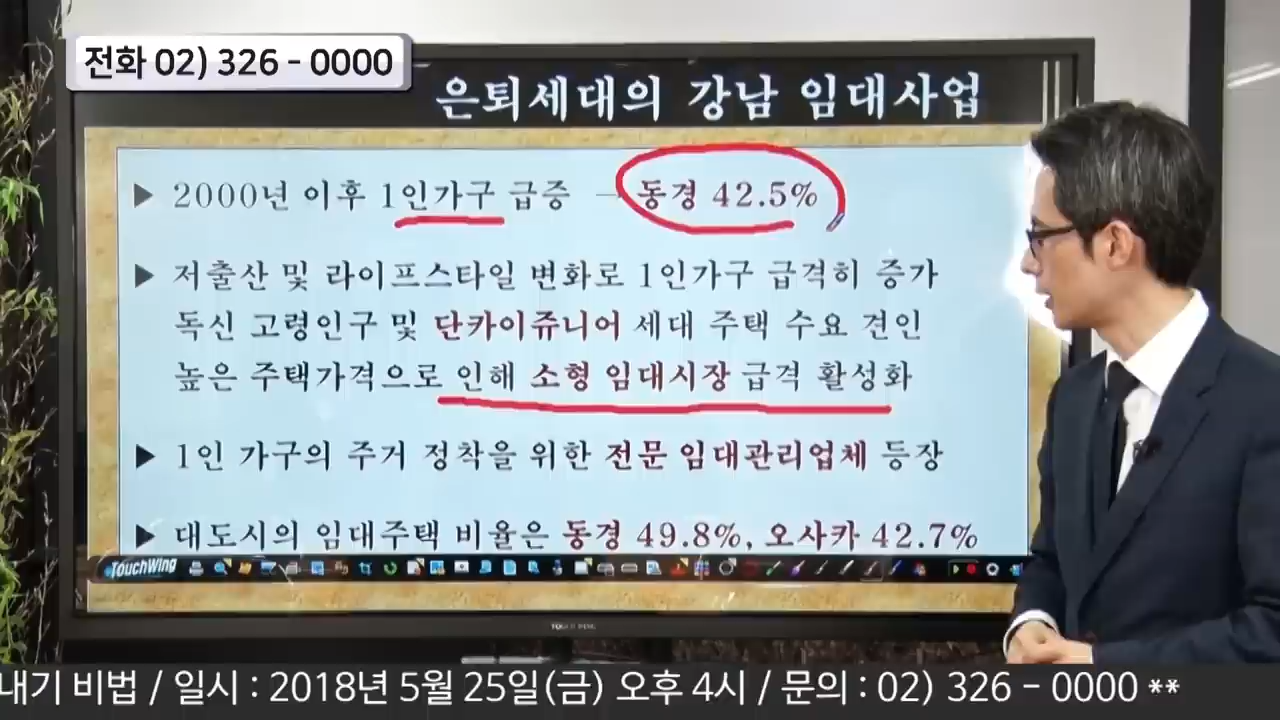 전화 02) 326 - 0000
은퇴세대의 강남 임대사업
▶ 2000년 이후 1인가구 급증 – 동경 42.5%
▶ 저출산 및 라이프스타일 변화로 1인가구 급격히 증가
독신 고령인구 및 단카이쥬니어 세대 주택 수요 견인
높은 주택가격으로 인해 소형 임대시장 급격 활성화
▶ 1인 가구의 주거 정착을 위한 전문 임대관리업체 등장
▶ 대도시의 임대주택 비율은 동경 49.8%, 오사카 42.7%
TouchWing
내기 비법 / 일시 : 2018년 5월 25일(금) 오후 4시 / 문의 : 02) 326 - 0000 **